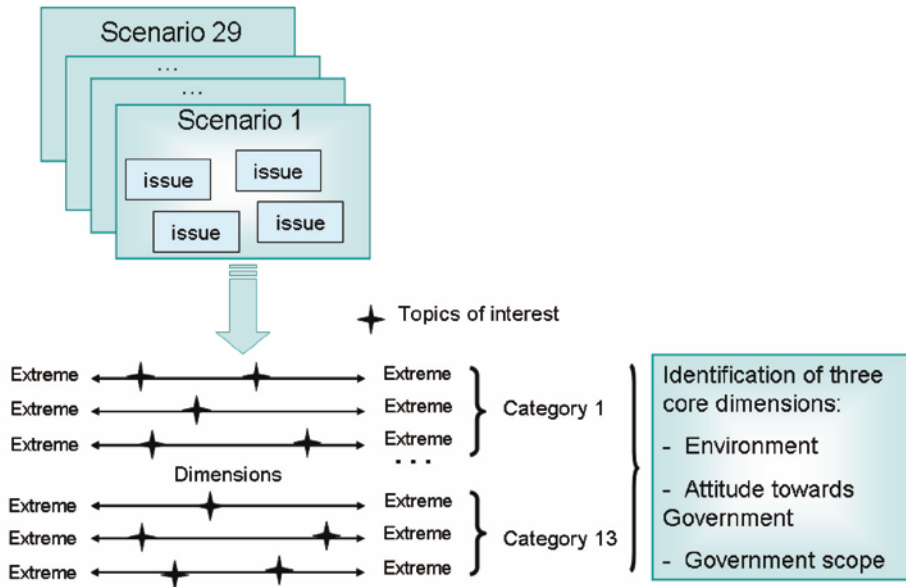 Scenario 29
...
...
Scenario 1
issue
issue
issue
issue
Topics of interest
Extreme Extreme
Extreme Extreme Category 1
Extreme Extreme
...
Dimensions
Extreme Extreme
Extreme Extreme Category 13
Extreme Extreme
Identification of three
core dimensions:
- Environment
- Attitude towards
Government
- Government scope